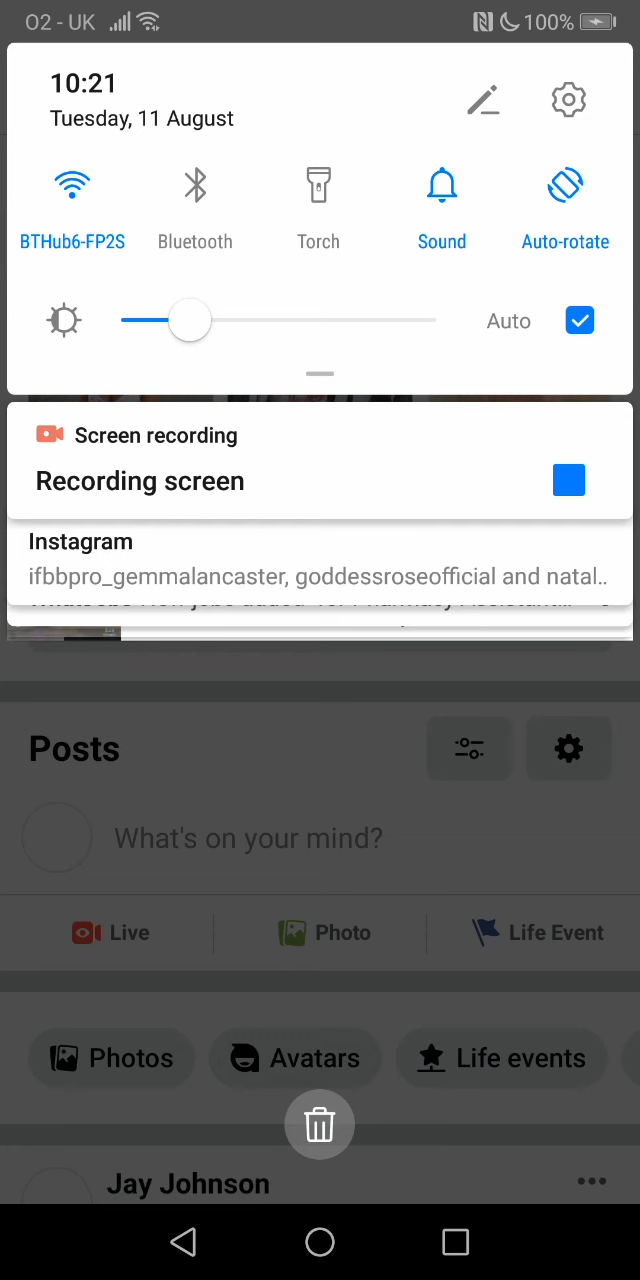 O2 - UK
100%
10:21
Tuesday, 11 August
BTHub6-FP2S
Bluetooth
Torch
Sound
Auto-rotate
Auto
Screen recording
Recording screen
Instagram
ifbbpro_gemmalancaster, goddessroseofficial and natal..
Posts
What's on your mind?
Live
Photo
Life Event
Photos
Avatars
Life events
Jay Johnson